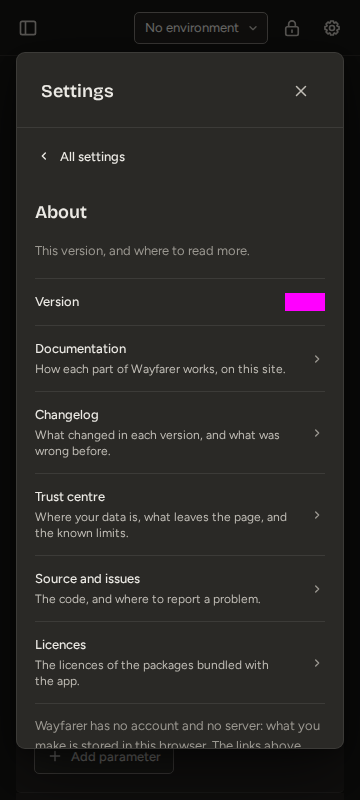 No environment
Settings
All settings
About
This version, and where to read more.
Version
Documentation
How each part of Wayfarer works, on this site.
Changelog
What changed in each version, and what was
wrong before.
Trust centre
Where your data is, what leaves the page, and
the known limits.
Source and issues
The code, and where to report a problem.
Licences
The licences of the packages bundled with
the app.
Wayfarer has no account and no server: what you
make is stored in this browser. The links above
Add parameter